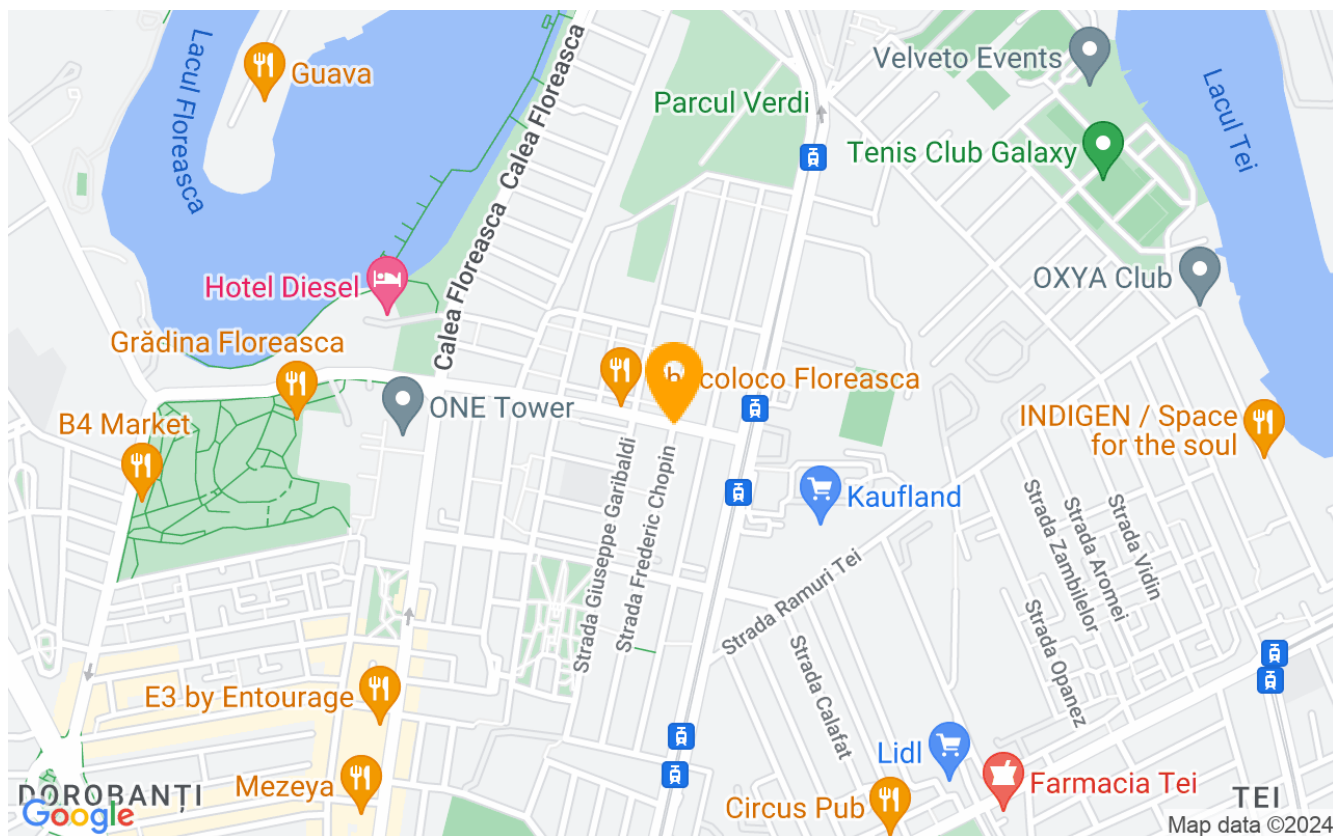 Lacul Floreasca
Guava
Calea Floreasca
Calea Floreasca
Parcul Verdi
Velveto Events
Tenis Club Galaxy
Lacul Tei
Hotel Diesel
OXYA Club
Grădina Floreasca
coloco Floreasca
ONE Tower
B4 Market
INDIGEN / Space
for the soul
Kaufland
Strada Giuseppe Garibaldi
Strada Frederic Chopin
Strada Ramuri Tei
Strada Zambilelor
Strada Aromei
Strada Vidin
Strada Opanez
Strada Calafat
E3 by Entourage
Mezeya
Lidl
Farmacia Tei
Circus Pub
DOROBANȚI
TEI
Google
Map data ©2024